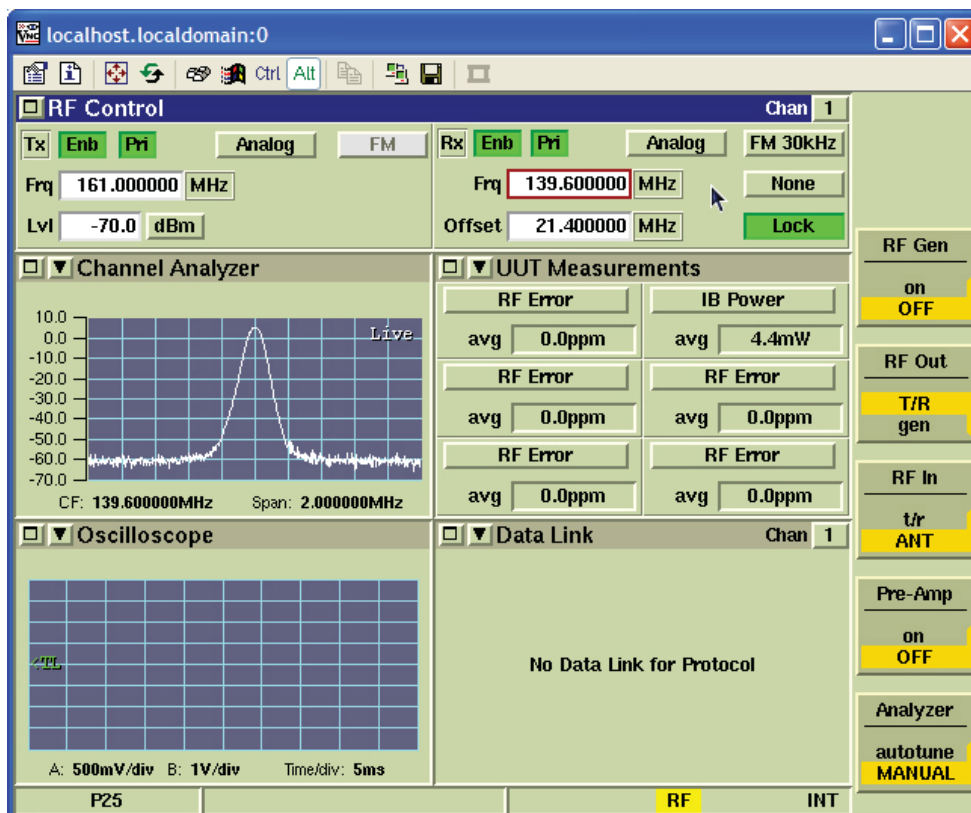 localhost.localdomain:0
Ctrl Alt
RF Control Chan 1
Tx Enb Pri Analog FM
Frq 161.000000 MHz
Lvl -70.0 dBm
Rx Enb Pri Analog FM 30kHz
Frq 139.600000 MHz None
Offset 21.400000 MHz Lock
Channel Analyzer
10.0
0.0
-10.0
-20.0
-30.0
-40.0
-50.0
-60.0
-70.0
Live
CF: 139.600000MHz Span: 2.000000MHz
UUT Measurements
RF Error IB Power
avg 0.0ppm avg 4.4mW
RF Error RF Error
avg 0.0ppm avg 0.0ppm
RF Error RF Error
avg 0.0ppm avg 0.0ppm
Oscilloscope
<TL
A: 500mV/div B: 1V/div Time/div: 5ms
Data Link Chan 1
No Data Link for Protocol
RF Gen
on
OFF
RF Out
T/R
gen
RF In
t/r
ANT
Pre-Amp
on
OFF
Analyzer
autotune
MANUAL
P25 RF INT